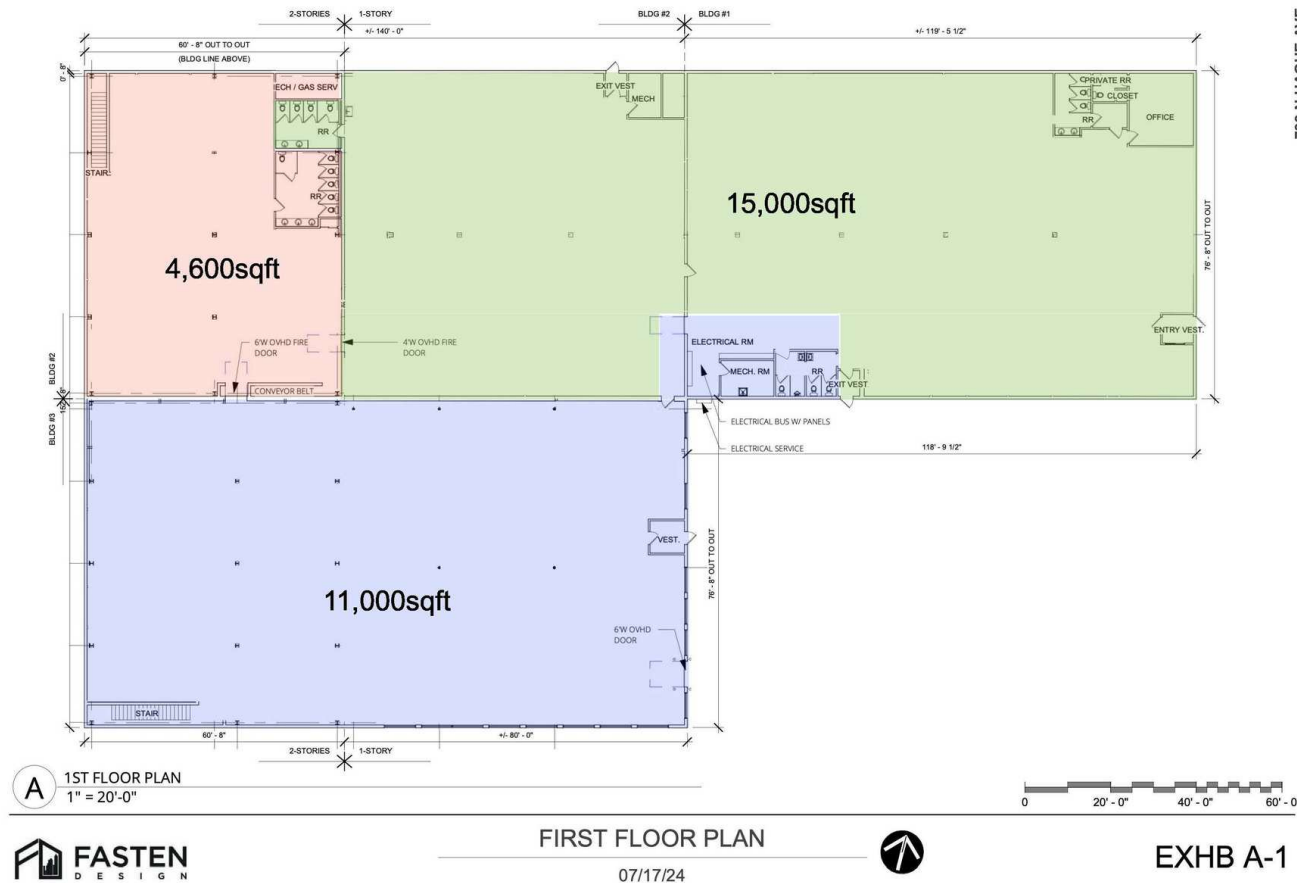 2-STORIES
1-STORY
BLDG #2
BLDG #1
+/- 140' - 0"
+/- 119' - 5 1/2"
60' - 8" OUT TO OUT
(BLDG LINE ABOVE)
0' - 8"
ECH / GAS SERV
EXIT VEST
MECH
PRIVATE RR
CLOSET
OFFICE
RR
RR
STAIR.
RR
15,000sqft
76' - 8" OUT TO OUT
4,600sqft
ELECTRICAL RM
ENTRY VEST.
6'W OVHD FIRE
DOOR
4'W OVHD FIRE
DOOR
MECH. RM
RR
EXIT VEST
CONVEYOR BELT
BLDG #2
BLDG #3
ELECTRICAL BUS W/ PANELS
ELECTRICAL SERVICE
118' - 9 1/2"
VEST.
76' - 8" OUT TO OUT
11,000sqft
6'W OVHD
DOOR
STAIR
60' - 8"
+/- 80' - 0"
2-STORIES
1-STORY
A
1ST FLOOR PLAN
1" = 20'-0"
0
20' - 0"
40' - 0"
60' - 0
FASTEN
DESIGN
FIRST FLOOR PLAN
07/17/24
EXHB A-1